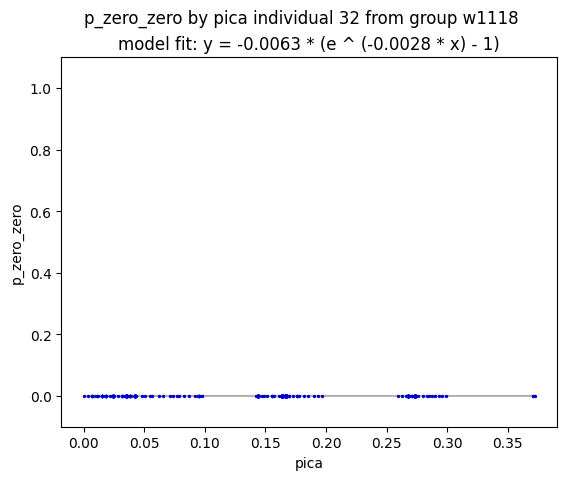 p_zero_zero by pica individual 32 from group w1118
model fit: y = -0.0063 * (e ^ (-0.0028 * x) - 1)
1.0
0.8
0.6
0.4
0.2
0.0
p_zero_zero
0.00 0.05 0.10 0.15 0.20 0.25 0.30 0.35
pica